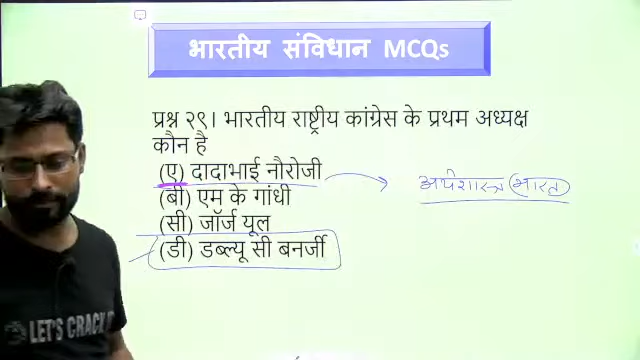 भारतीय संविधान MCQs
प्रश्न २९। भारतीय राष्ट्रीय कांग्रेस के प्रथम अध्यक्ष
कौन है
(ए) दादाभाई नौरोजी
अर्थशास्त्र (भारत)
(बी) एम के गांधी
(सी) जॉर्ज यूल
(डी) डब्ल्यू सी बनर्जी
LET'S CRACK